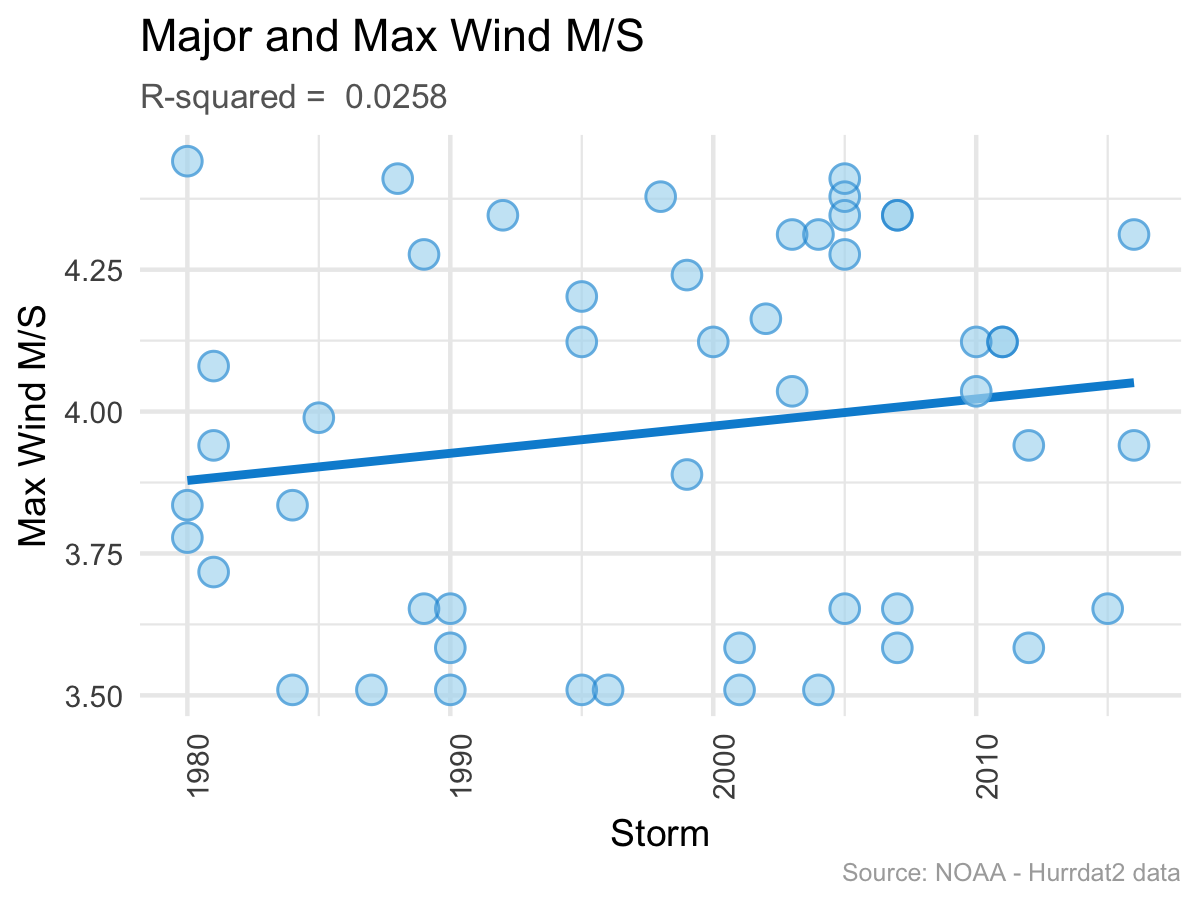 Major and Max Wind M/S
R-squared =  0.0258
Max Wind M/S
4.25
4.00
3.75
3.50
1980
1990
2000
2010
Storm
Source: NOAA - Hurrdat2 data